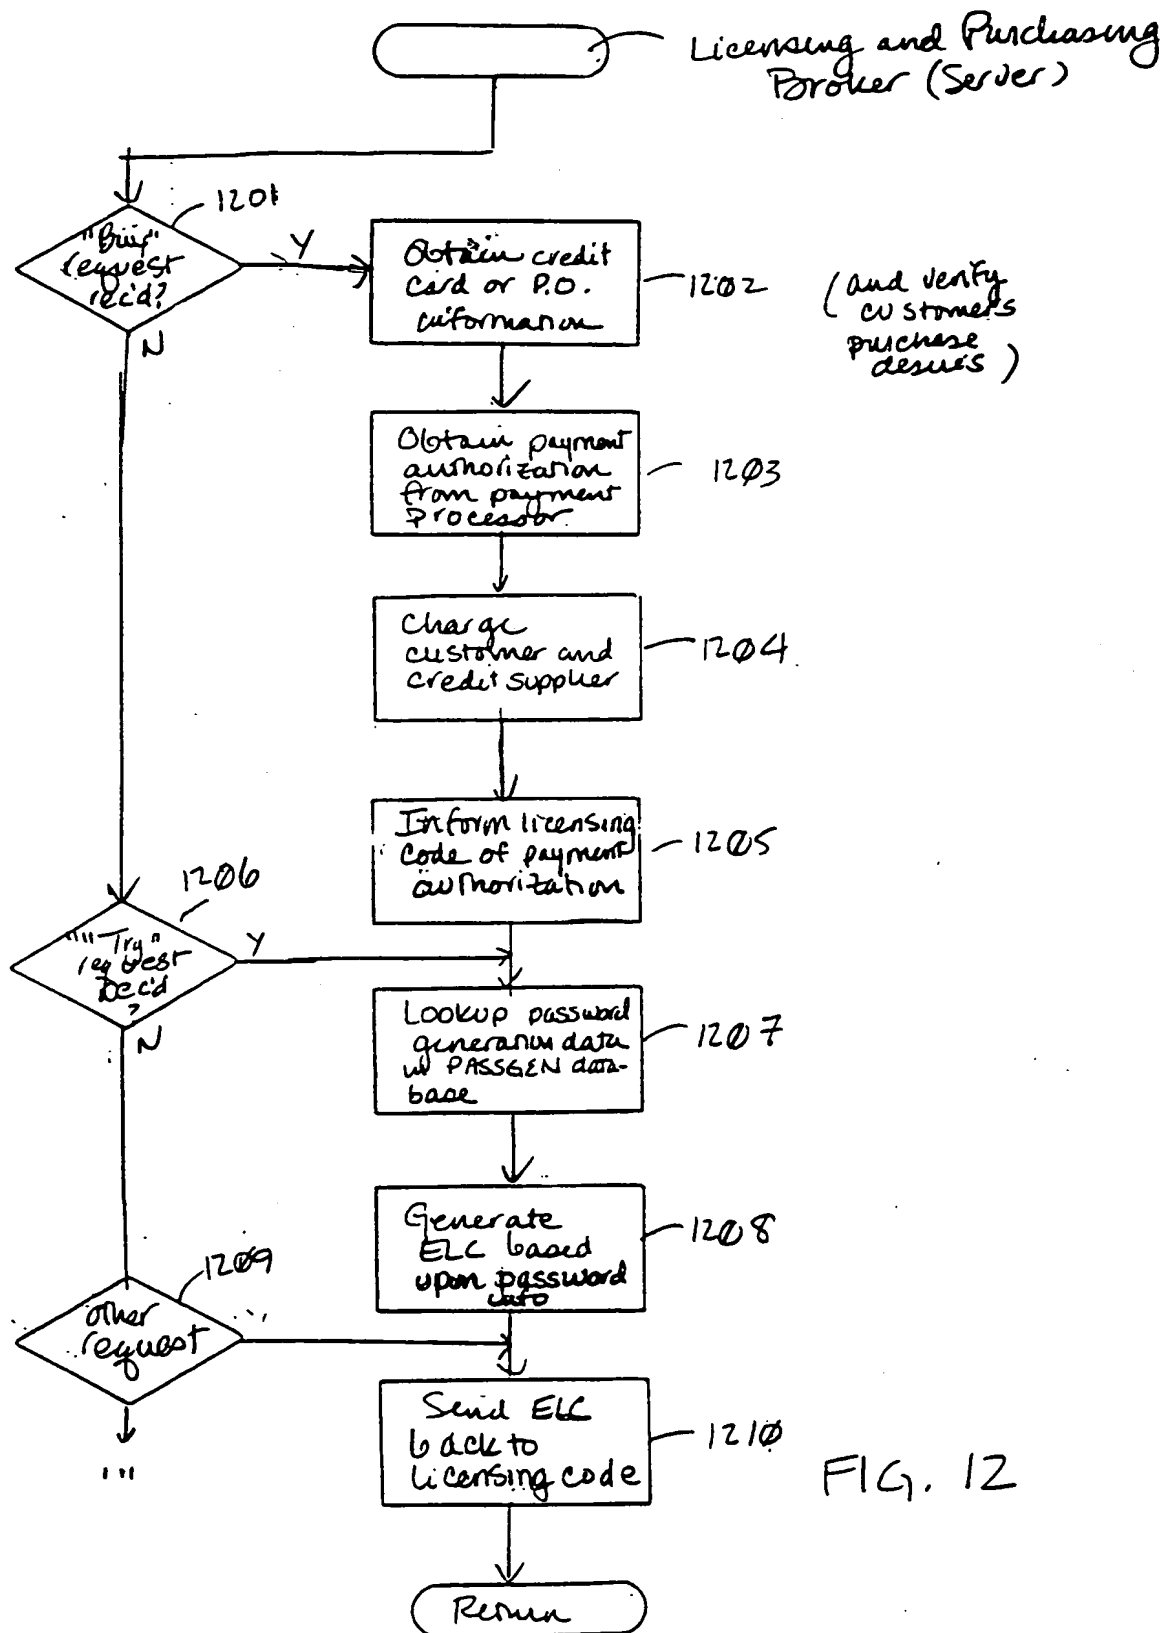 Licensing and Purchasing
Broker (Server)
1201
"Buy"
request
rec'd?
Y
N
Obtain credit
card or P.O.
information
1202
(and verify
customer's
purchase
desires)
Obtain payment
authorization
from payment
processor
1203
Charge
customer and
credit supplier
1204
Inform licensing
code of payment
authorization
1205
1206
"Try"
request
rec'd
?
Y
N
Lookup password
generation data
in PASSGEN data-
base
1207
Generate
ELC based
upon password
info
1208
1209
other
request
...
Send ELC
back to
licensing code
1210
FIG. 12
Return